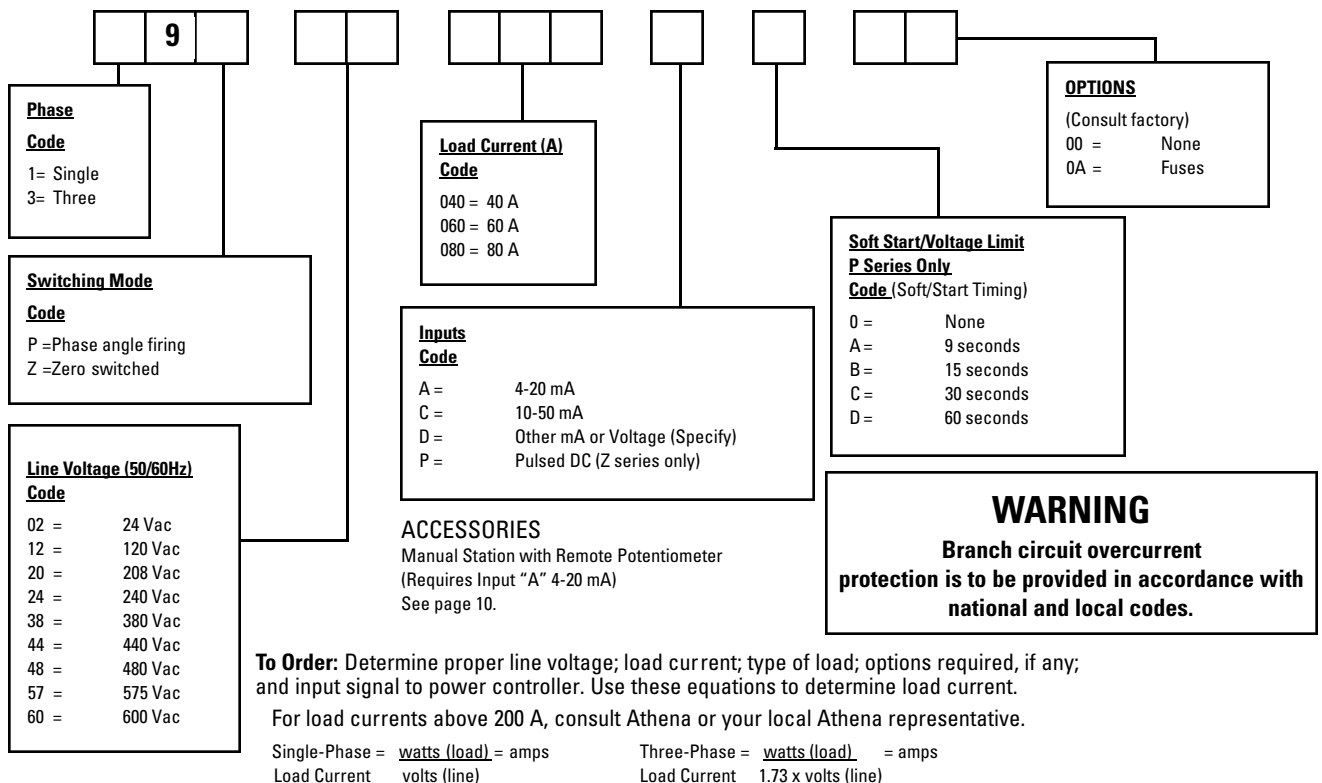 9
Phase
Code
1= Single
3= Three
Switching Mode
Code
P =Phase angle firing
Z =Zero switched
Line Voltage (50/60Hz)
Code
02 = 24 Vac
12 = 120 Vac
20 = 208 Vac
24 = 240 Vac
38 = 380 Vac
44 = 440 Vac
48 = 480 Vac
57 = 575 Vac
60 = 600 Vac
Load Current (A)
Code
040 = 40 A
060 = 60 A
080 = 80 A
Inputs
Code
A = 4-20 mA
C = 10-50 mA
D = Other mA or Voltage (Specify)
P = Pulsed DC (Z series only)
Soft Start/Voltage Limit
P Series Only
Code (Soft/Start Timing)
0 = None
A = 9 seconds
B = 15 seconds
C = 30 seconds
D = 60 seconds
OPTIONS
(Consult factory)
00 = None
0A = Fuses
ACCESSORIES
Manual Station with Remote Potentiometer
(Requires Input “A” 4-20 mA)
See page 10.
WARNING
Branch circuit overcurrent
protection is to be provided in accordance with
national and local codes.
To Order: Determine proper line voltage; load current; type of load; options required, if any;
and input signal to power controller. Use these equations to determine load current.
For load currents above 200 A, consult Athena or your local Athena representative.
Single-Phase = watts (load) = amps
Load Current volts (line)
Three-Phase = watts (load) = amps
Load Current 1.73 x volts (line)